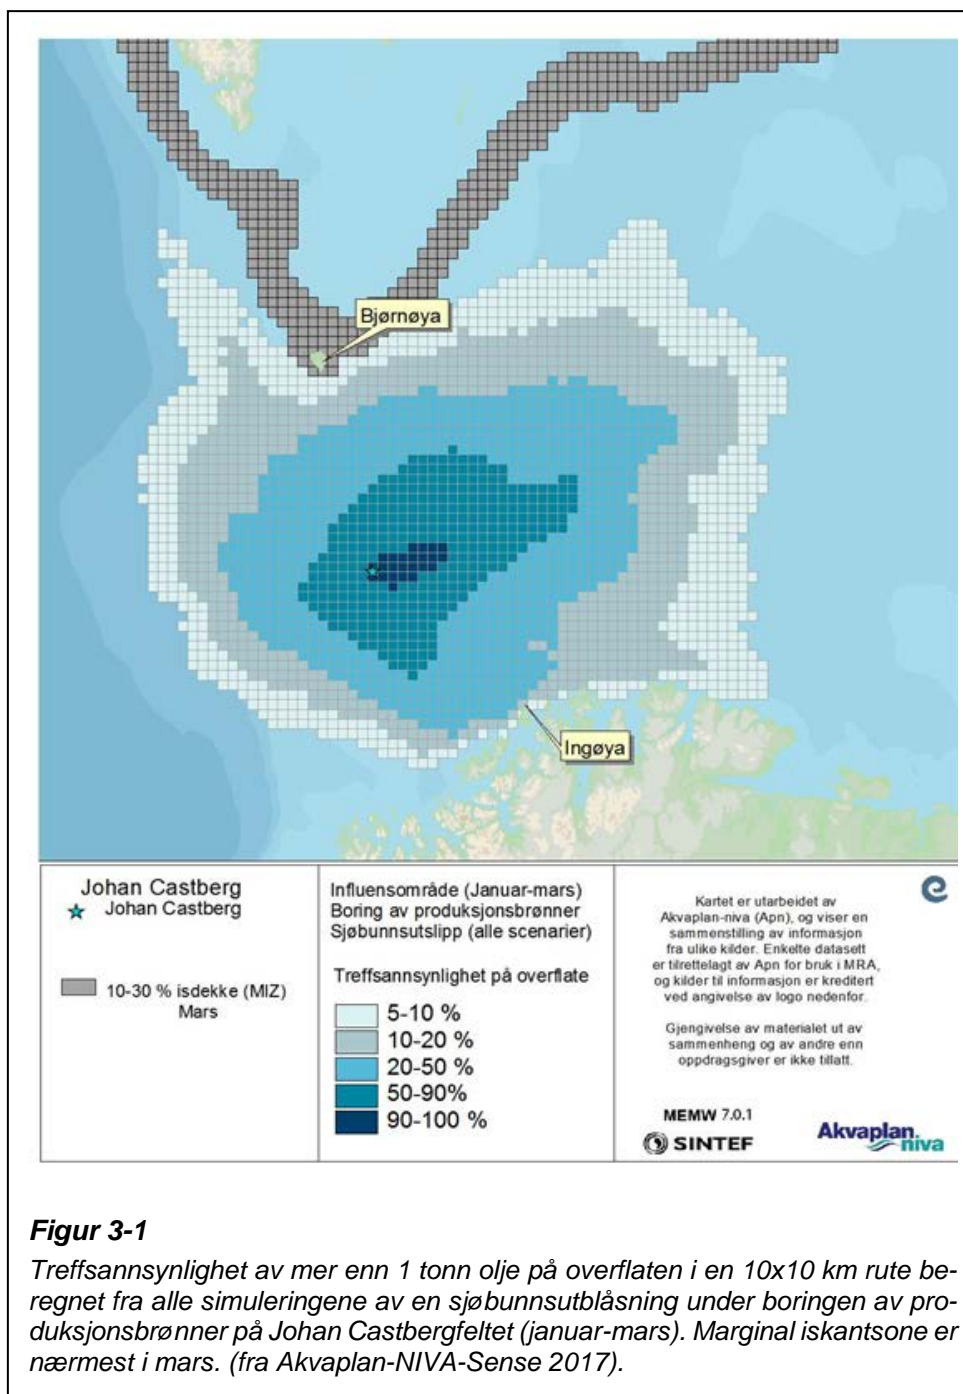 Bjørnøya
Ingøya
Johan Castberg
Johan Castberg
10-30 % isdekke (MIZ)
Mars
Influensområde (Januar-mars)
Boring av produksjonsbrønner
Sjøbunnsutslipp (alle scenarier)
Treffsannsynlighet på overflate
5-10 %
10-20 %
20-50 %
50-90%
90-100 %
Kartet er utarbeidet av
Akvaplan-niva (Apn), og viser en
sammenstilling av informasjon
fra ulike kilder. Enkelte datasett
er tilrettelagt av Apn for bruk i MRA,
og kilder til informasjon er kreditert
ved angivelse av logo nedenfor.
Gjengivelse av materialet ut av
sammenheng og av andre enn
oppdragsgiver er ikke tillatt.
MEMW 7.0.1
SINTEF
Akvaplan
niva
Figur 3-1
Treffsannsynlighet av mer enn 1 tonn olje på overflaten i en 10x10 km rute be-
regnet fra alle simuleringene av en sjøbunnsutblåsning under boringen av pro-
duksjonsbrønner på Johan Castbergfeltet (januar-mars). Marginal iskantsone er
nærmest i mars. (fra Akvaplan-NIVA-Sense 2017).